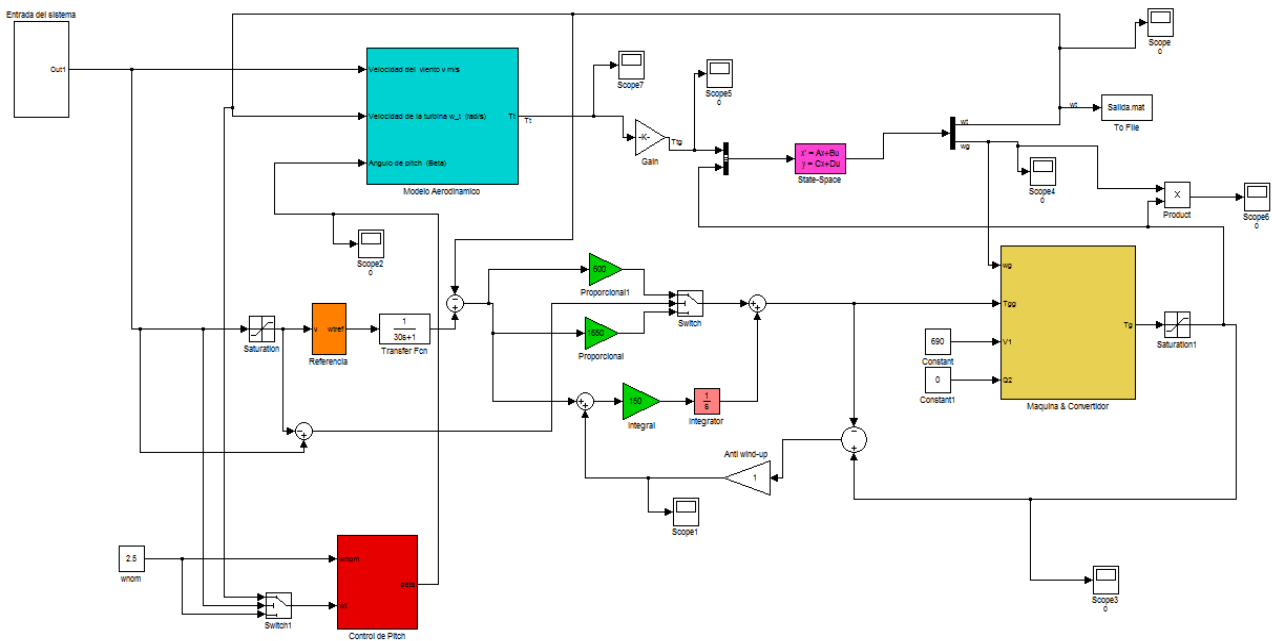 Entrada del sistema
Out1
Velocidad del viento v m/s
Velocidad de la turbina w_t (rad/s)
Angulo de pitch (Beta)
Tt
Modelo Aerodinamico
Tt
Scope7
-K-
Gain
Ttg
Scope5
0
x' = Ax+Bu
y = Cx+Du
State-Space
wt
wg
Scope
0
wt
Salida.mat
To File
Scope4
0
X
Product
Scope6
0
Scope2
0
600
Proporcional1
1650
Proporcional
Switch
Saturation
v
wtref
Referencia
1
30s+1
Transfer Fcn
150
Integral
1
s
Integrator
690
Constant
0
Constant1
wg
Tgg
V1
Q2
Tg
Maquina & Convertidor
Saturation1
Anti wind-up
1
Scope1
2.5
wnom
Switch1
wnom
wt
Control de Pitch
Scope3
0